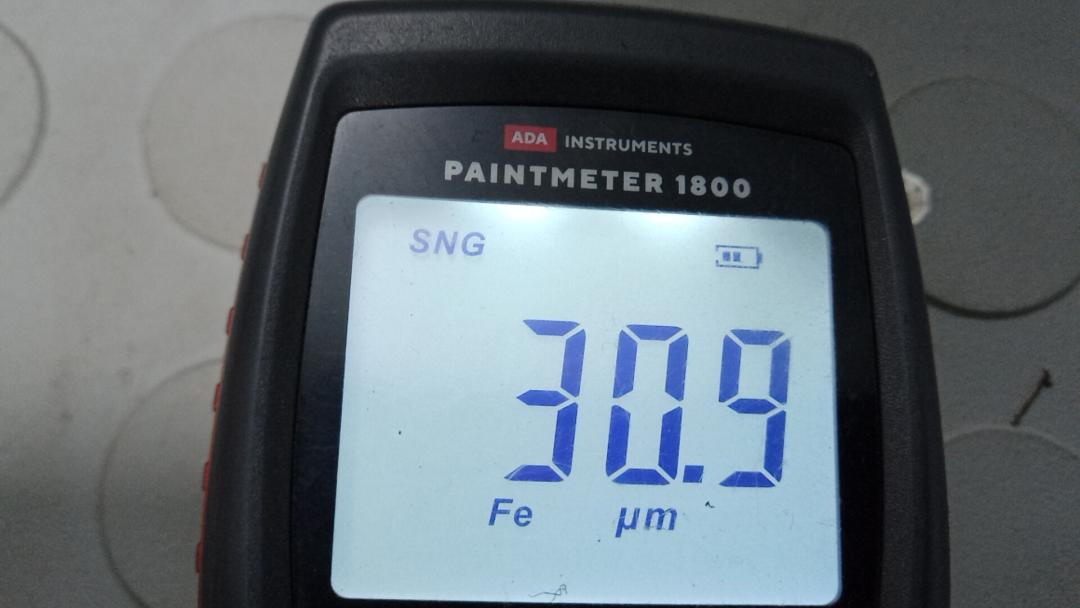 ADA INSTRUMENTS
PAINTMETER 1800
SNG
30.9
Fe µm